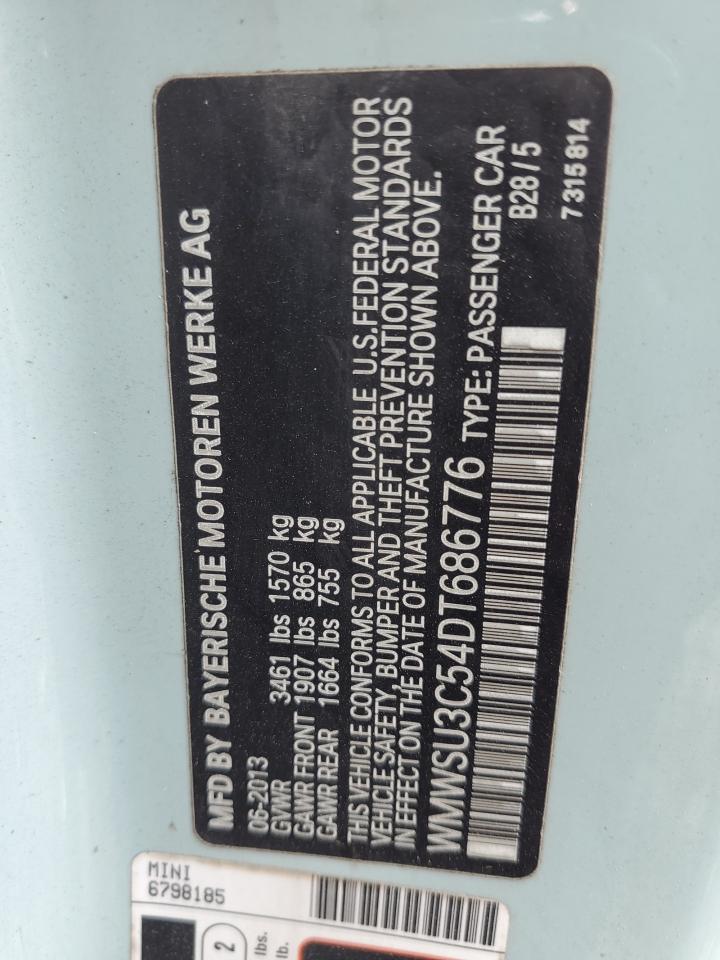 MFD BY BAYERISCHE MOTOREN WERKE AG
06-2013
GVWR 3461 lbs 1570 kg
GAWR FRONT 1907 lbs 865 kg
GAWR REAR 1664 lbs 755 kg
THIS VEHICLE CONFORMS TO ALL APPLICABLE U.S.FEDERAL MOTOR
VEHICLE SAFETY, BUMPER AND THEFT PREVENTION STANDARDS
IN EFFECT ON THE DATE OF MANUFACTURE SHOWN ABOVE.
WMWSU3C54DT686776 TYPE: PASSENGER CAR
B28/5
7 315 814
MINI
6798185
2
lbs.
lb.